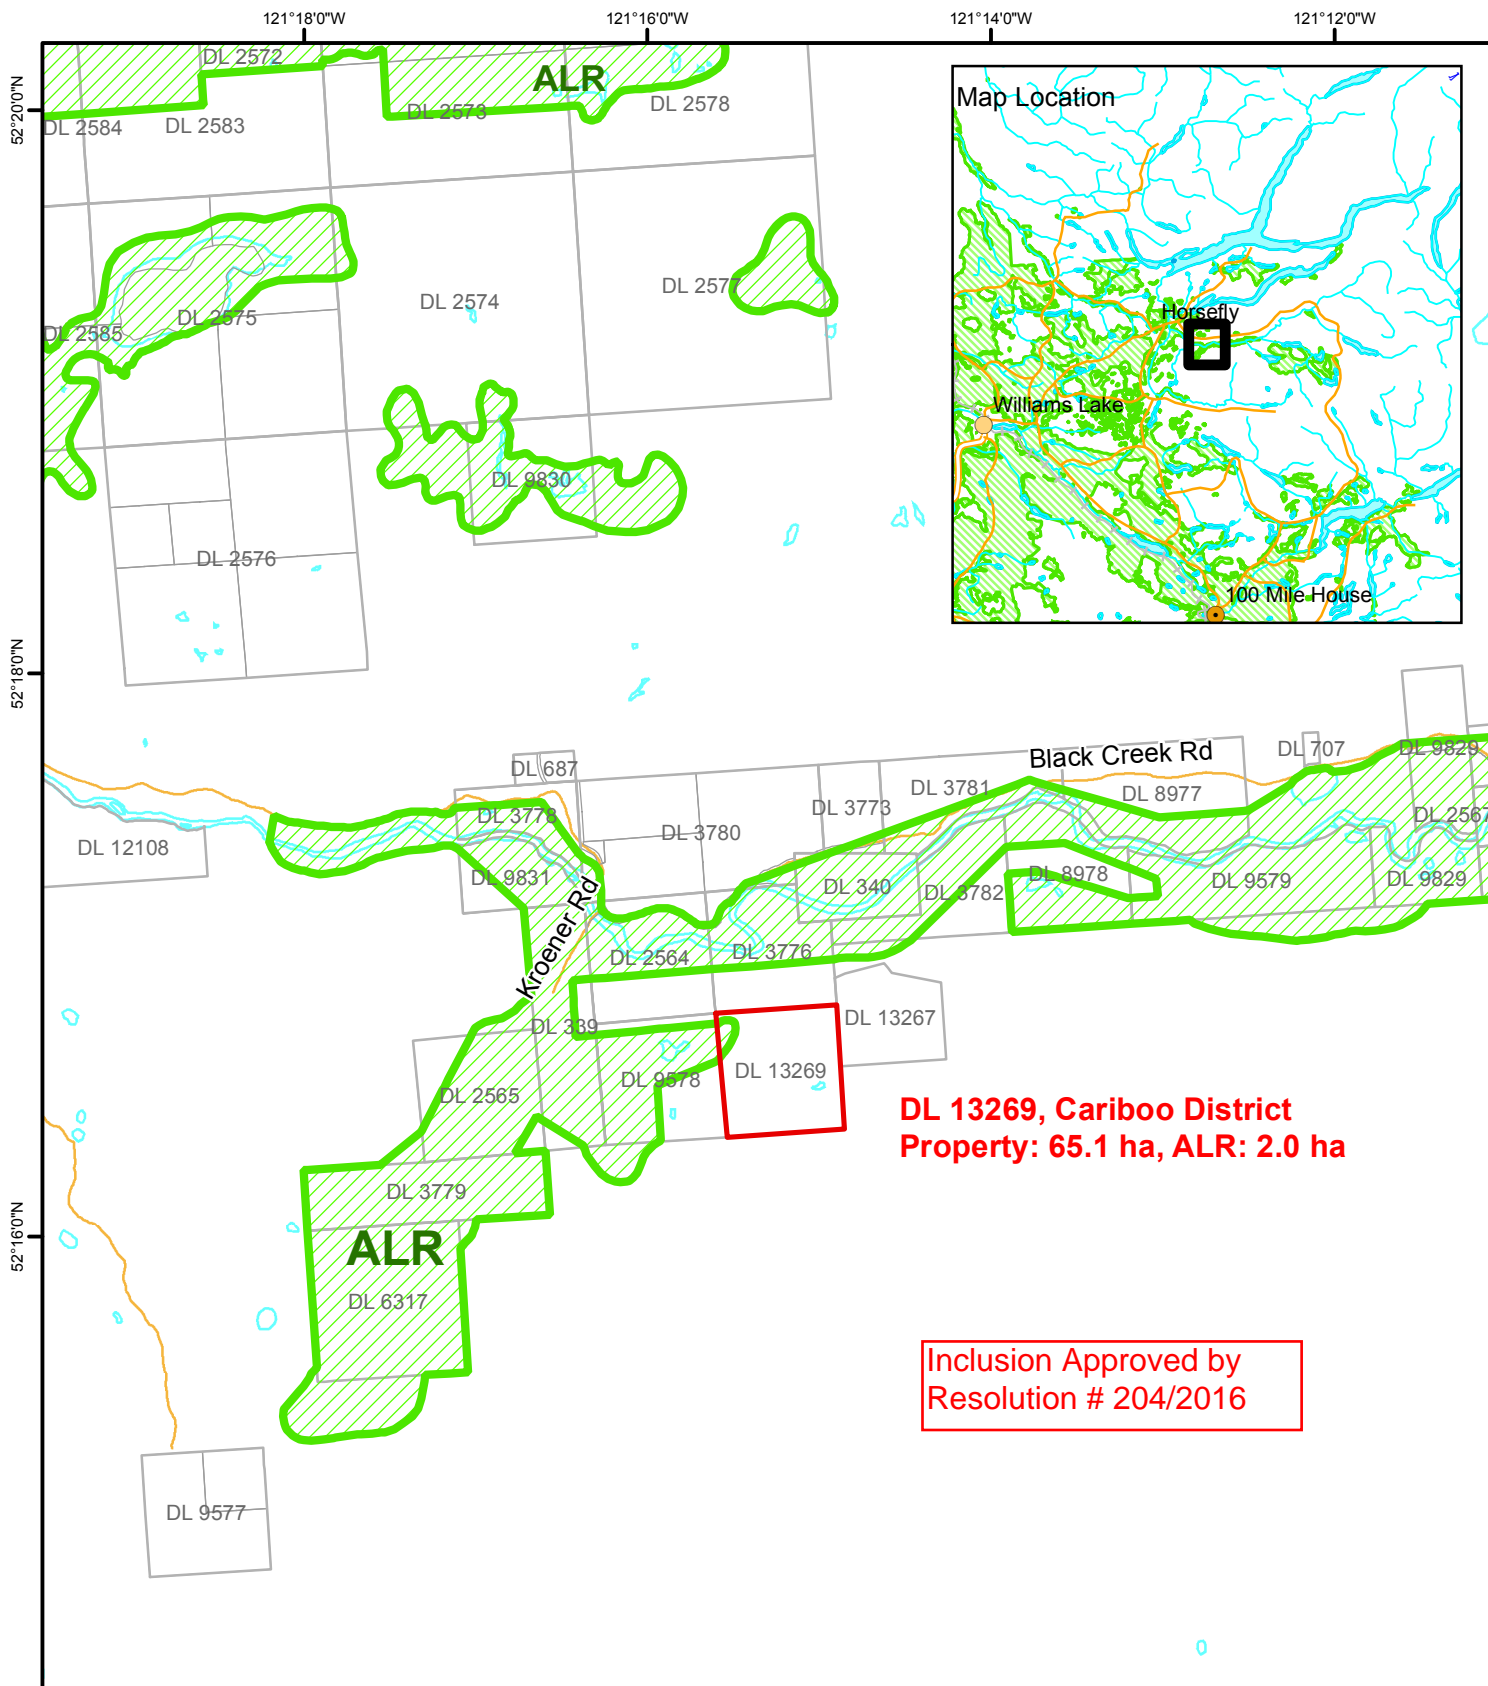 121°18'0"W
121°16'0"W
121°14'0"W
121°12'0"W
52°20'0"N
52°18'0"N
52°16'0"N
DL 2572
ALR
DL 2584
DL 2583
DL 2573
DL 2578
Map Location
Horsefly
Williams Lake
100 Mile House
DL 2585
DL 2575
DL 2574
DL 2577
DL 9830
DL 2576
Black Creek Rd
DL 707
DL 9829
DL 687
DL 3778
DL 3780
DL 3773
DL 3781
DL 8977
DL 2567
DL 12108
DL 9831
DL 340
DL 3782
DL 8978
DL 9579
DL 9829
Kroener Rd
DL 2564
DL 3776
DL 339
DL 13267
DL 2565
DL 9578
DL 13269
DL 13269, Cariboo District
Property: 65.1 ha, ALR: 2.0 ha
DL 3779
ALR
DL 6317
Inclusion Approved by
Resolution # 204/2016
DL 9577